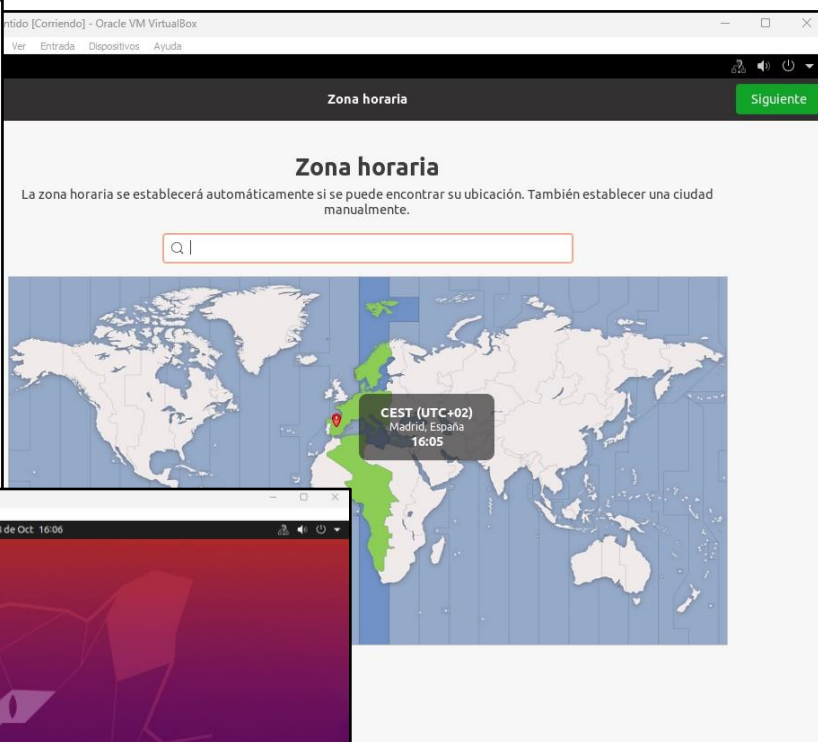 ntido [Corriendo] - Oracle VM VirtualBox
Ver Entrada Dispositivos Ayuda
Zona horaria
Siguiente
Zona horaria
La zona horaria se establecerá automáticamente si se puede encontrar su ubicación. También establecer una ciudad
manualmente.
CEST (UTC+02)
Madrid, España
16:05
de Oct 16:06